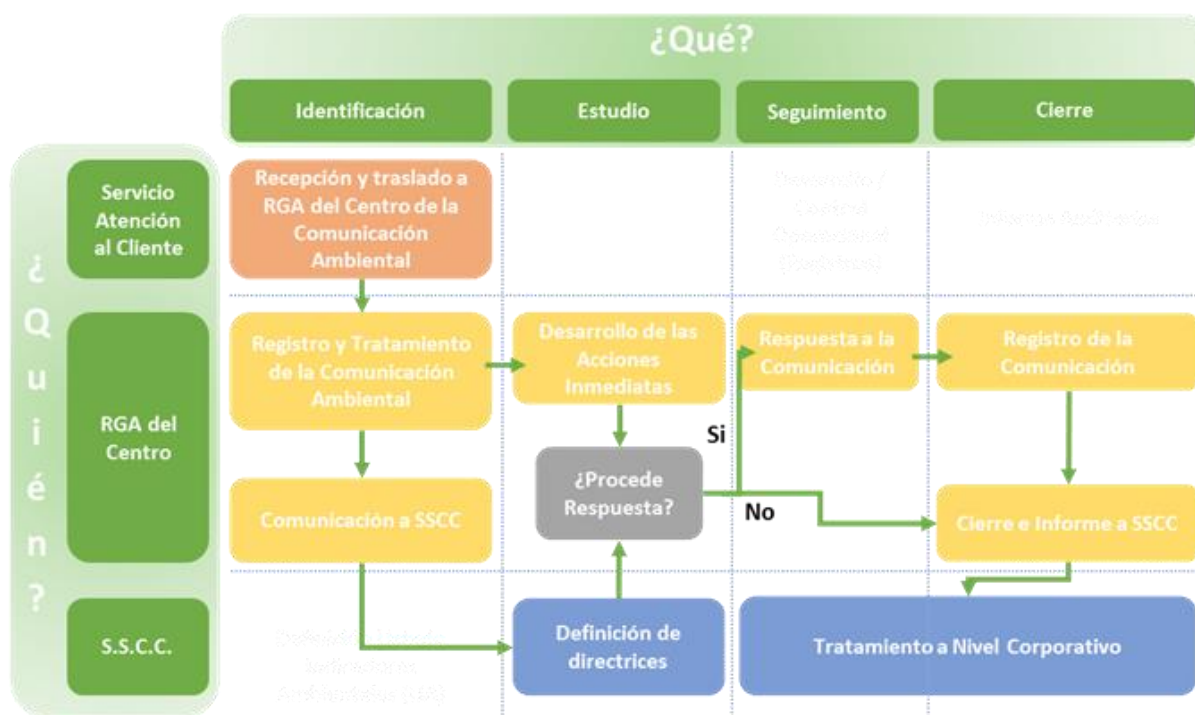 ¿Qué?
Identificación
Estudio
Seguimiento
Cierre
¿Quién?
Servicio
Atención
al Cliente
Recepción y traslado a
RGA del Centro de la
Comunicación
Ambiental
RGA del
Centro
Registro y Tratamiento
de la Comunicación
Ambiental
Desarrollo de las
Acciones
Inmediatas
Respuesta a la
Comunicación
Registro de la
Comunicación
Si
¿Procede
Respuesta?
No
Comunicación a SSCC
Cierre e Informe a SSCC
S.S.C.C.
Definición de
directrices
Tratamiento a Nivel Corporativo